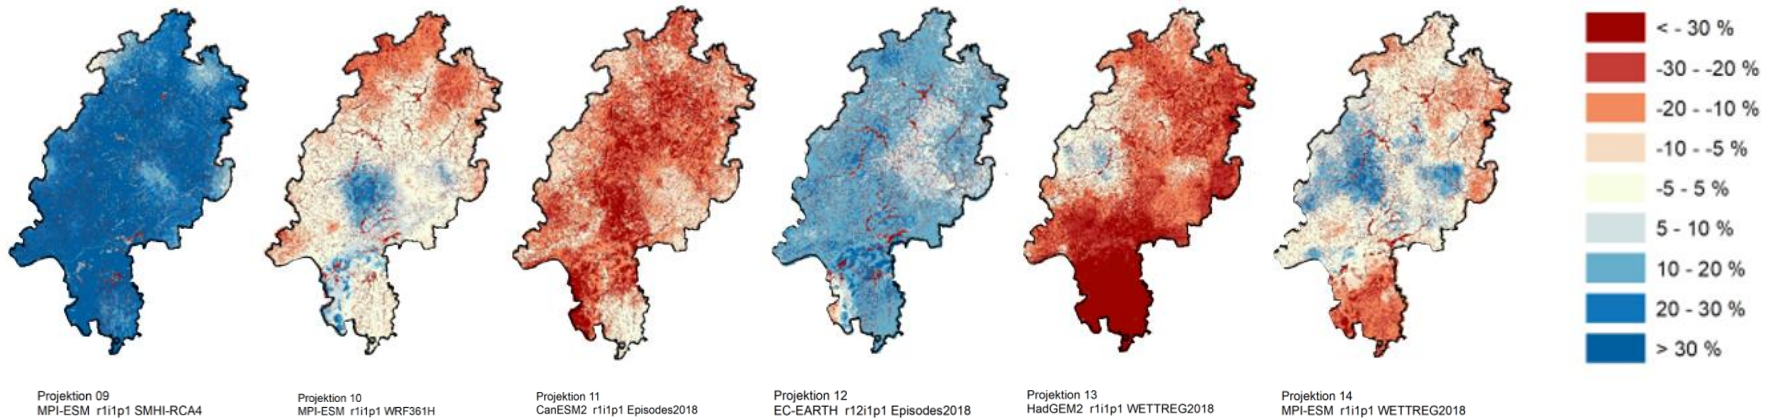 < - 30 %
-30 - -20 %
-20 - -10 %
-10 - -5 %
-5 - 5 %
5 - 10 %
10 - 20 %
20 - 30 %
> 30 %
Projektion 09
MPI-ESM r1i1p1 SMHI-RCA4
Projektion 10
MPI-ESM r1i1p1 WRF361H
Projektion 11
CanESM2 r1i1p1 Episodes2018
Projektion 12
EC-EARTH r12i1p1 Episodes2018
Projektion 13
HadGEM2 r1i1p1 WETTREG2018
Projektion 14
MPI-ESM r1i1p1 WETTREG2018